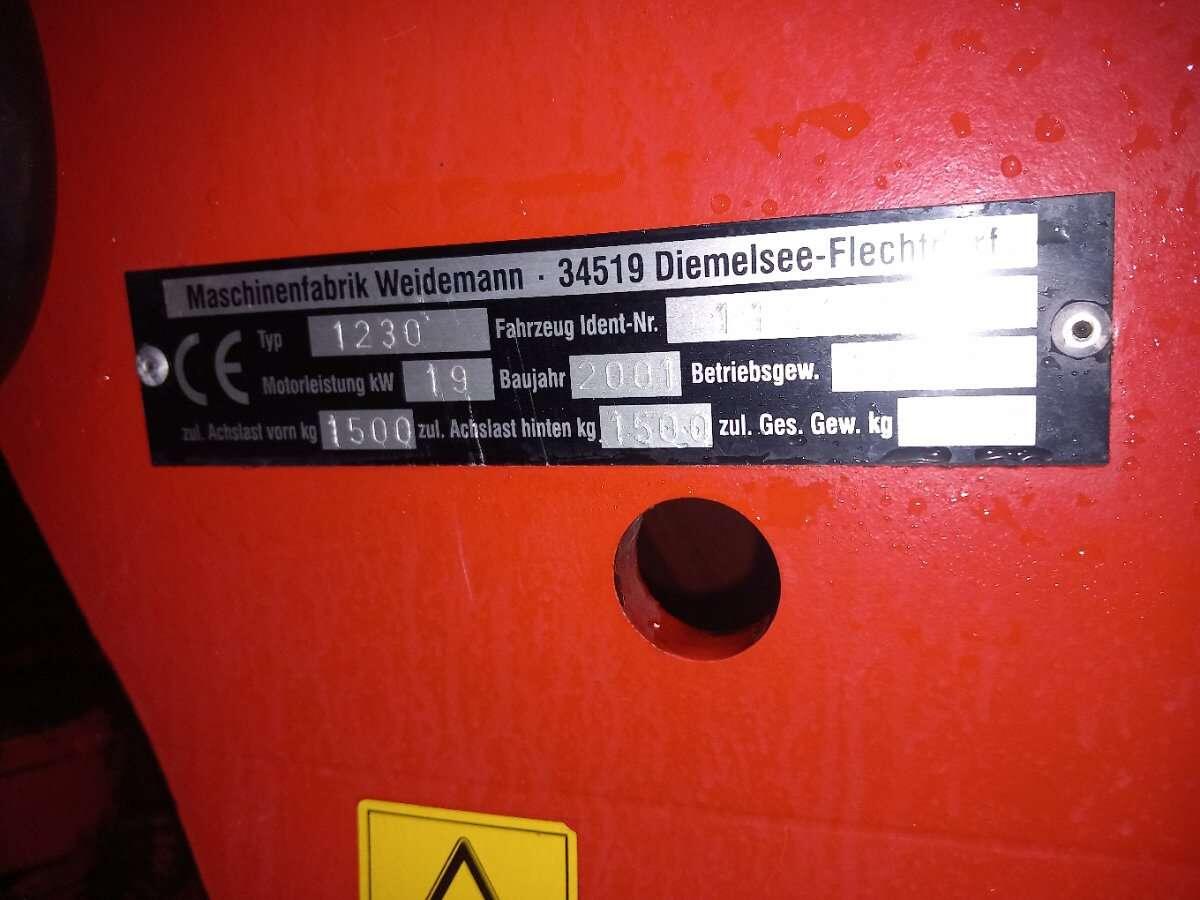 Maschinenfabrik Weidemann · 34519 Diemelsee-Flechtdorf
CE Typ 1230 Fahrzeug Ident-Nr.
Motorleistung kW 19 Baujahr 2001 Betriebsgew.
zul. Achslast vorn kg 1500 zul. Achslast hinten kg 1500 zul. Ges. Gew. kg